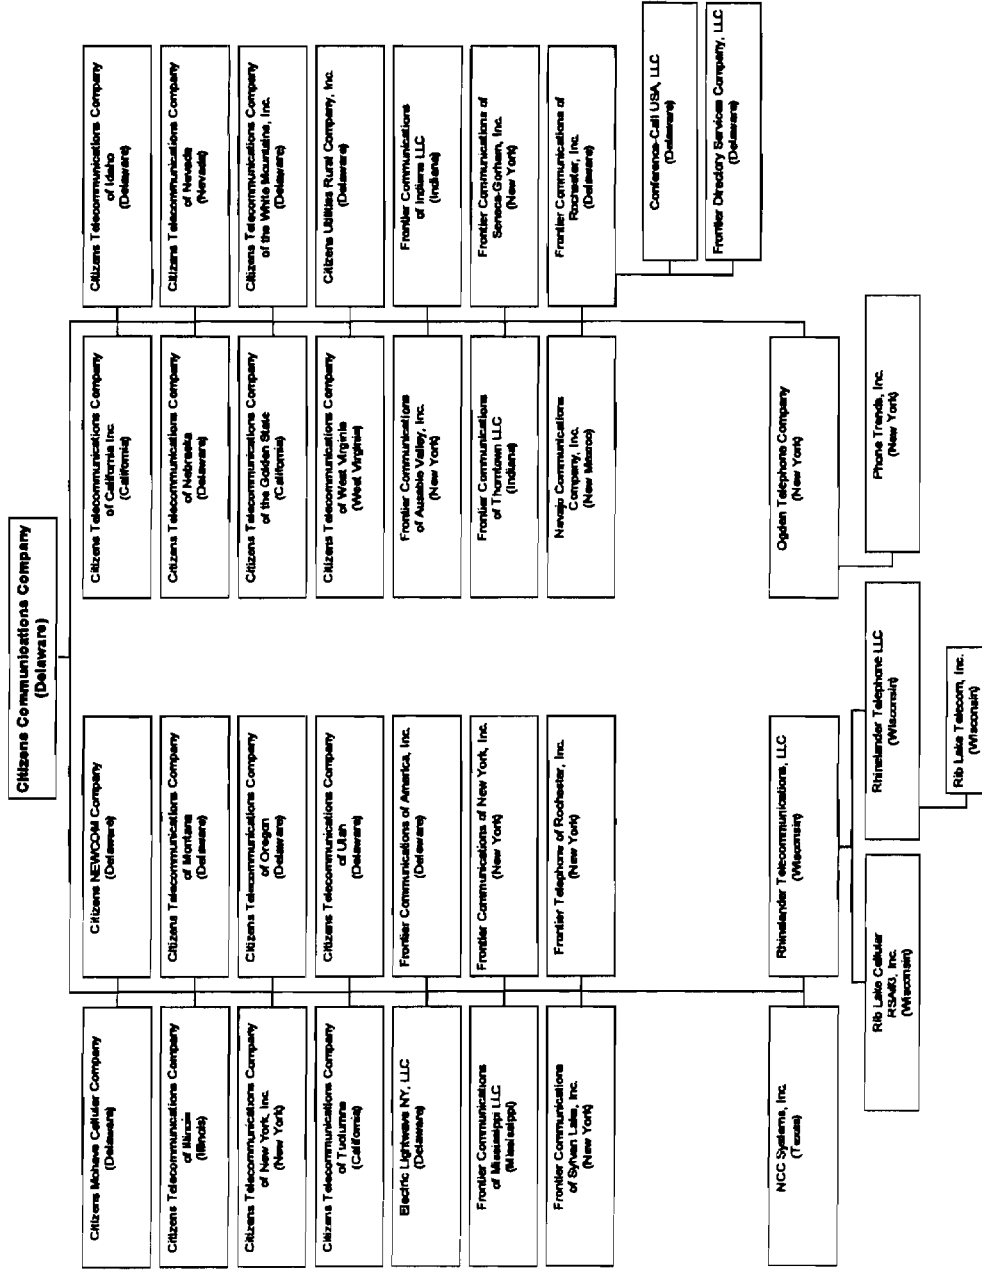 Citizens Communications Company
(Delaware)
Citizens Mohave Cellular Company
(Delaware)
Citizens NEWCOM Company
(Delaware)
Citizens Telecommunications Company
of California Inc.
(California)
Citizens Telecommunications Company
of Idaho
(Delaware)
Citizens Telecommunications Company
of Illinois
(Illinois)
Citizens Telecommunications Company
of Montana
(Delaware)
Citizens Telecommunications Company
of Nebraska
(Delaware)
Citizens Telecommunications Company
of Nevada
(Nevada)
Citizens Telecommunications Company
of New York, Inc.
(New York)
Citizens Telecommunications Company
of Oregon
(Delaware)
Citizens Telecommunications Company
of the Golden State
(California)
Citizens Telecommunications Company
of the White Mountains, Inc.
(Delaware)
Citizens Telecommunications Company
of Tuolumne
(California)
Citizens Telecommunications Company
of Utah
(Delaware)
Citizens Telecommunications Company
of West Virginia
(West Virginia)
Citizens Utilities Rural Company, Inc.
(Delaware)
Electric Lightwave NY, LLC
(Delaware)
Frontier Communications of America, Inc.
(Delaware)
Frontier Communications
of Ausable Valley, Inc.
(New York)
Frontier Communications
of Indiana LLC
(Indiana)
Frontier Communications
of Mississippi LLC
(Mississippi)
Frontier Communications of New York, Inc.
(New York)
Frontier Communications
of Thorntown LLC
(Indiana)
Frontier Communications of
Seneca-Gorham, Inc.
(New York)
Frontier Communications
of Sylvan Lake, Inc.
(New York)
Frontier Telephone of Rochester, Inc.
(New York)
Navajo Communications
Company, Inc.
(New Mexico)
Frontier Communications of
Rochester, Inc.
(Delaware)
Conference-Call USA, LLC
(Delaware)
Frontier Directory Services Company, LLC
(Delaware)
NCC Systems, Inc.
(Texas)
Rhinelander Telecommunications, LLC
(Wisconsin)
Ogden Telephone Company
(New York)
Rib Lake Cellular
RSA#3, Inc.
(Wisconsin)
Rhinelander Telephone LLC
(Wisconsin)
Phone Trends, Inc.
(New York)
Rib Lake Telecom, Inc.
(Wisconsin)